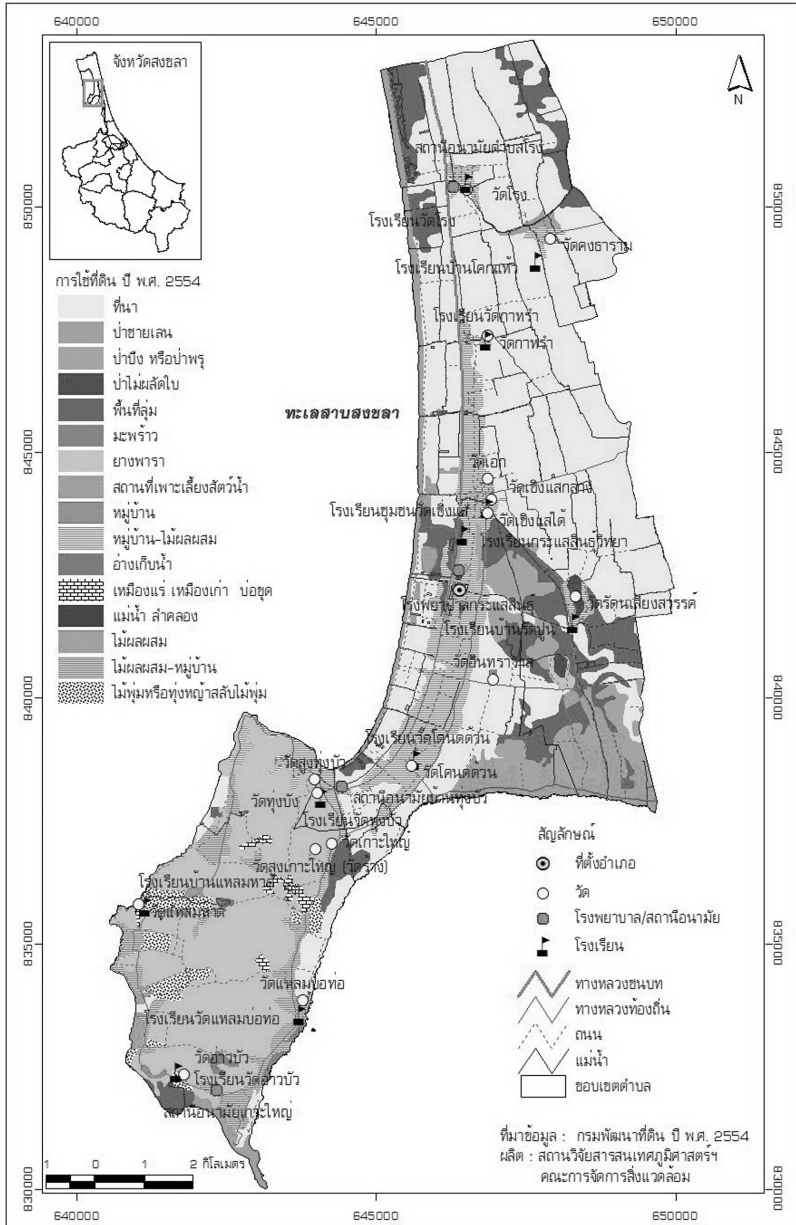 640000 645000 650000
จังหวัดสงขลา
N
850000 850000
845000 845000
840000 840000
835000 835000
830000 830000
การใช้ที่ดิน ปี พ.ศ. 2554
ที่นา
ป่าชายเลน
ป่าบึง หรือป่าพรุ
ป่าไม่ผลัดใบ
พื้นที่ลุ่ม
มะพร้าว
ยางพารา
สถานที่เพาะเลี้ยงสัตว์น้ำ
หมู่บ้าน
หมู่บ้าน-ไม้ผลผสม
อ่างเก็บน้ำ
เหมืองแร่ เหมืองเก่า บ่อขุด
แม่น้ำ ลำคลอง
ไม้ผลผสม
ไม้ผลผสม-หมู่บ้าน
ไม้พุ่มหรือทุ่งหญ้าสลับไม้พุ่ม
ทะเลสาบสงขลา
สถานีอนามัยตำบลโรง
วัดโรง
โรงเรียนวัดโรง
วัดคงธาราม
โรงเรียนบ้านโคกแห้ว
โรงเรียนวัดกาหรำ
วัดกาหรำ
วัดเอก
วัดเชิงแสกลาง
โรงเรียนชุมชนวัดเชิงแส
วัดเชิงแสใต้
โรงเรียนกระแสสินธุ์วิทยา
โรงพยาบาลกระแสสินธุ์
วัดรัดนเลียงสวรรค์
โรงเรียนบ้านรัดปูน
วัดอินทราวาส
โรงเรียนวัดโตนดด้วน
วัดโคนดดวน
วัดสูงทุ่งบัว
วัดทุ่งบัง
สถานีอนามัยบ้านทุ่งบัว
โรงเรียนวัดทุ่งบัว
วัดเกาะใหญ่
วัดสูงเกาะใหญ่ (วัดร้าง)
โรงเรียนบ้านแหลมหาด
วัดแหลมหาด
วัดแหลมบ่อท่อ
โรงเรียนวัดแหลมบ่อท่อ
วัดอ่าวบัว
โรงเรียนวัดอ่าวบัว
สถานีอนามัยเกาะใหญ่
สัญลักษณ์
ที่ตั้งอำเภอ
วัด
โรงพยาบาล/สถานีอนามัย
โรงเรียน
ทางหลวงชนบท
ทางหลวงท้องถิ่น
ถนน
แม่น้ำ
ขอบเขตตำบล
ที่มาข้อมูล : กรมพัฒนาที่ดิน ปี พ.ศ. 2554
ผลิต : สถานวิจัยสารสนเทศภูมิศาสตร์ฯ
คณะการจัดการสิ่งแวดล้อม
1 0 1 2 กิโลเมตร
640000 645000 650000